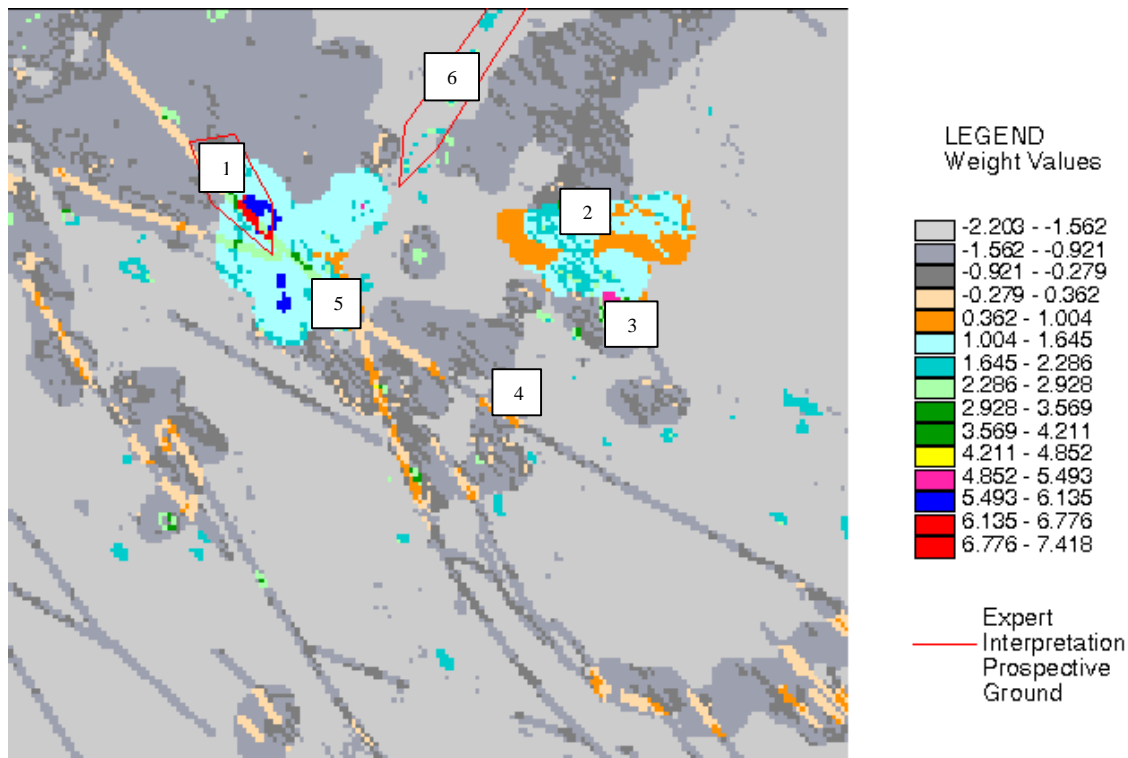 1
2
3
4
5
6
LEGEND
Weight Values
-2.203 - -1.562
-1.562 - -0.921
-0.921 - -0.279
-0.279 - 0.362
0.362 - 1.004
1.004 - 1.645
1.645 - 2.286
2.286 - 2.928
2.928 - 3.569
3.569 - 4.211
4.211 - 4.852
4.852 - 5.493
5.493 - 6.135
6.135 - 6.776
6.776 - 7.418
Expert
Interpretation
Prospective
Ground